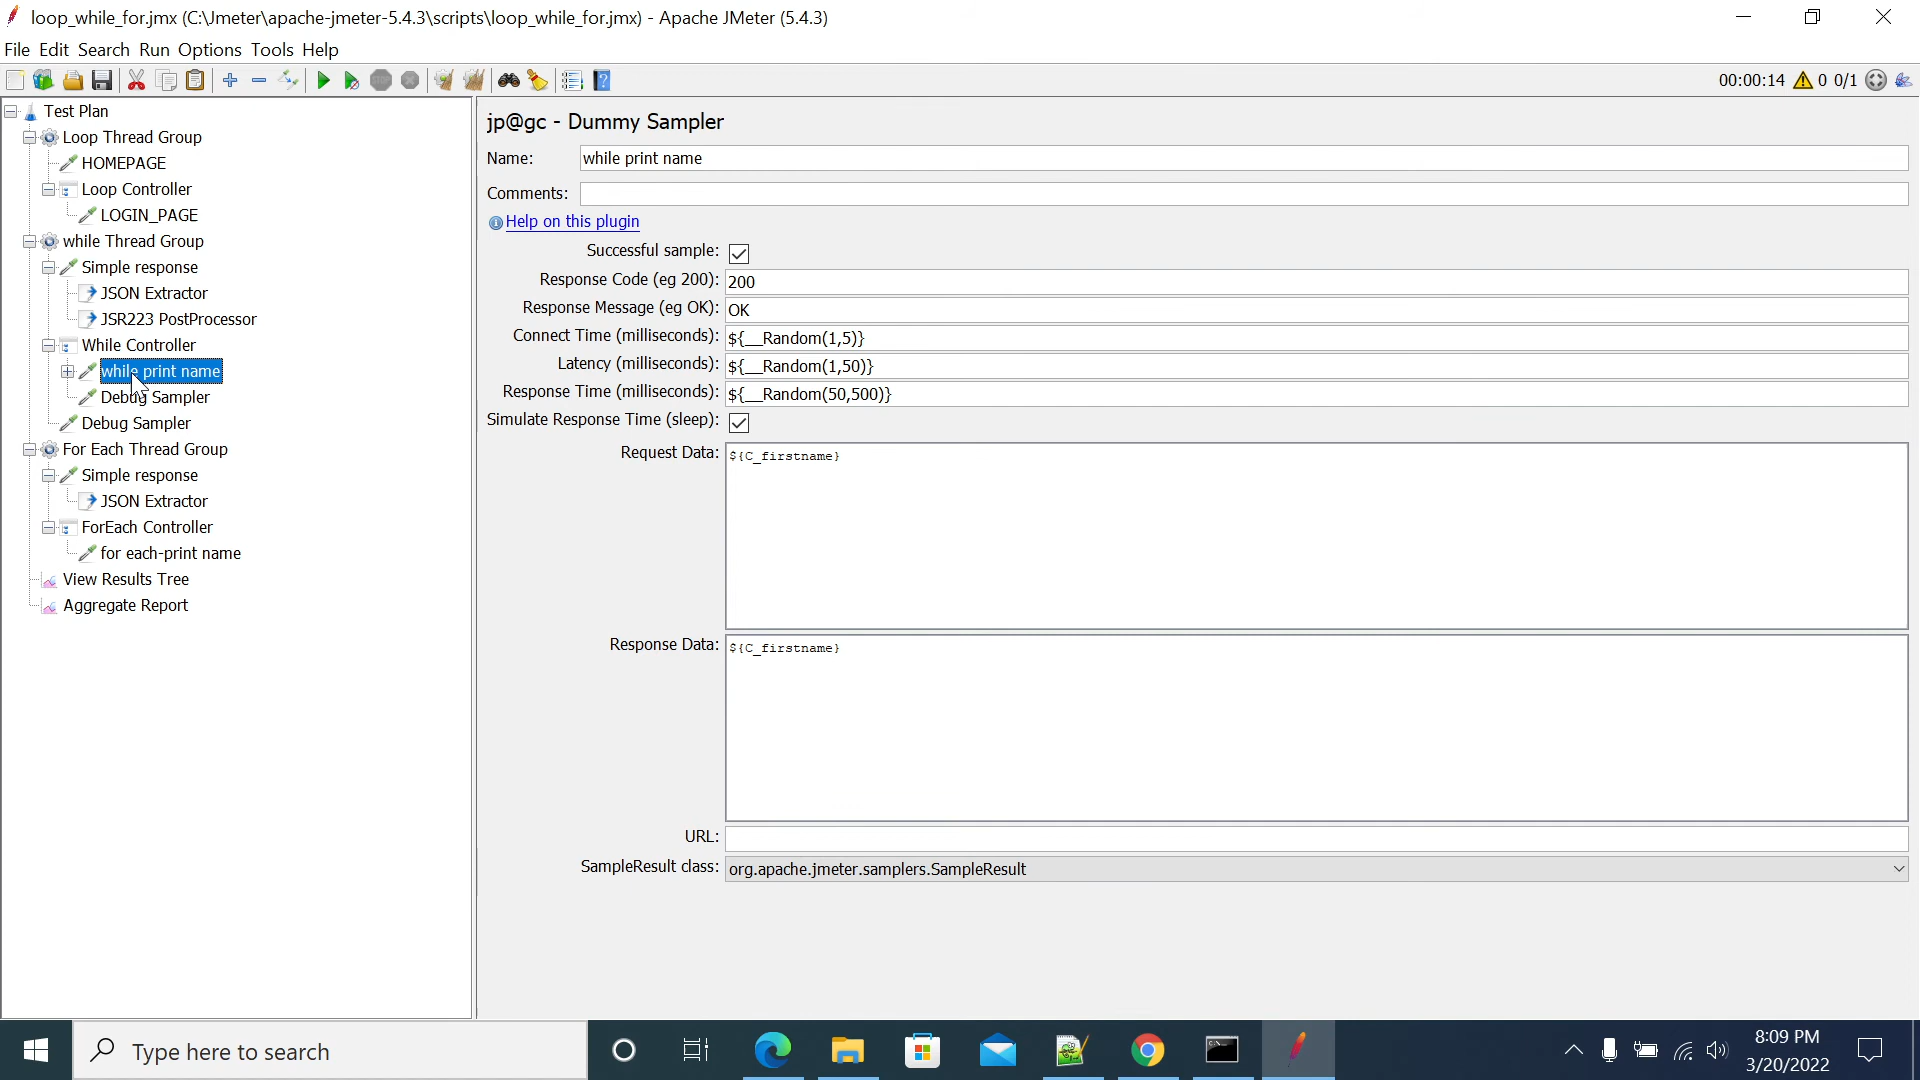 loop_while_for.jmx (C:\Jmeter\apache-jmeter-5.4.3\scripts\loop_while_for.jmx) - Apache JMeter (5.4.3)
File Edit Search Run Options Tools Help
00:00:14 0 0/1
Test Plan
Loop Thread Group
HOMEPAGE
Loop Controller
LOGIN_PAGE
while Thread Group
Simple response
JSON Extractor
JSR223 PostProcessor
While Controller
while print name
Debug Sampler
Debug Sampler
For Each Thread Group
Simple response
JSON Extractor
ForEach Controller
for each-print name
View Results Tree
Aggregate Report
jp@gc - Dummy Sampler
Name: while print name
Comments:
Help on this plugin
Successful sample:
Response Code (eg 200): 200
Response Message (eg OK): OK
Connect Time (milliseconds): ${__Random(1,5)}
Latency (milliseconds): ${__Random(1,50)}
Response Time (milliseconds): ${__Random(50,500)}
Simulate Response Time (sleep):
Request Data: ${C_firstname}
Response Data: ${C_firstname}
URL:
SampleResult class: org.apache.jmeter.samplers.SampleResult
Type here to search
8:09 PM
3/20/2022